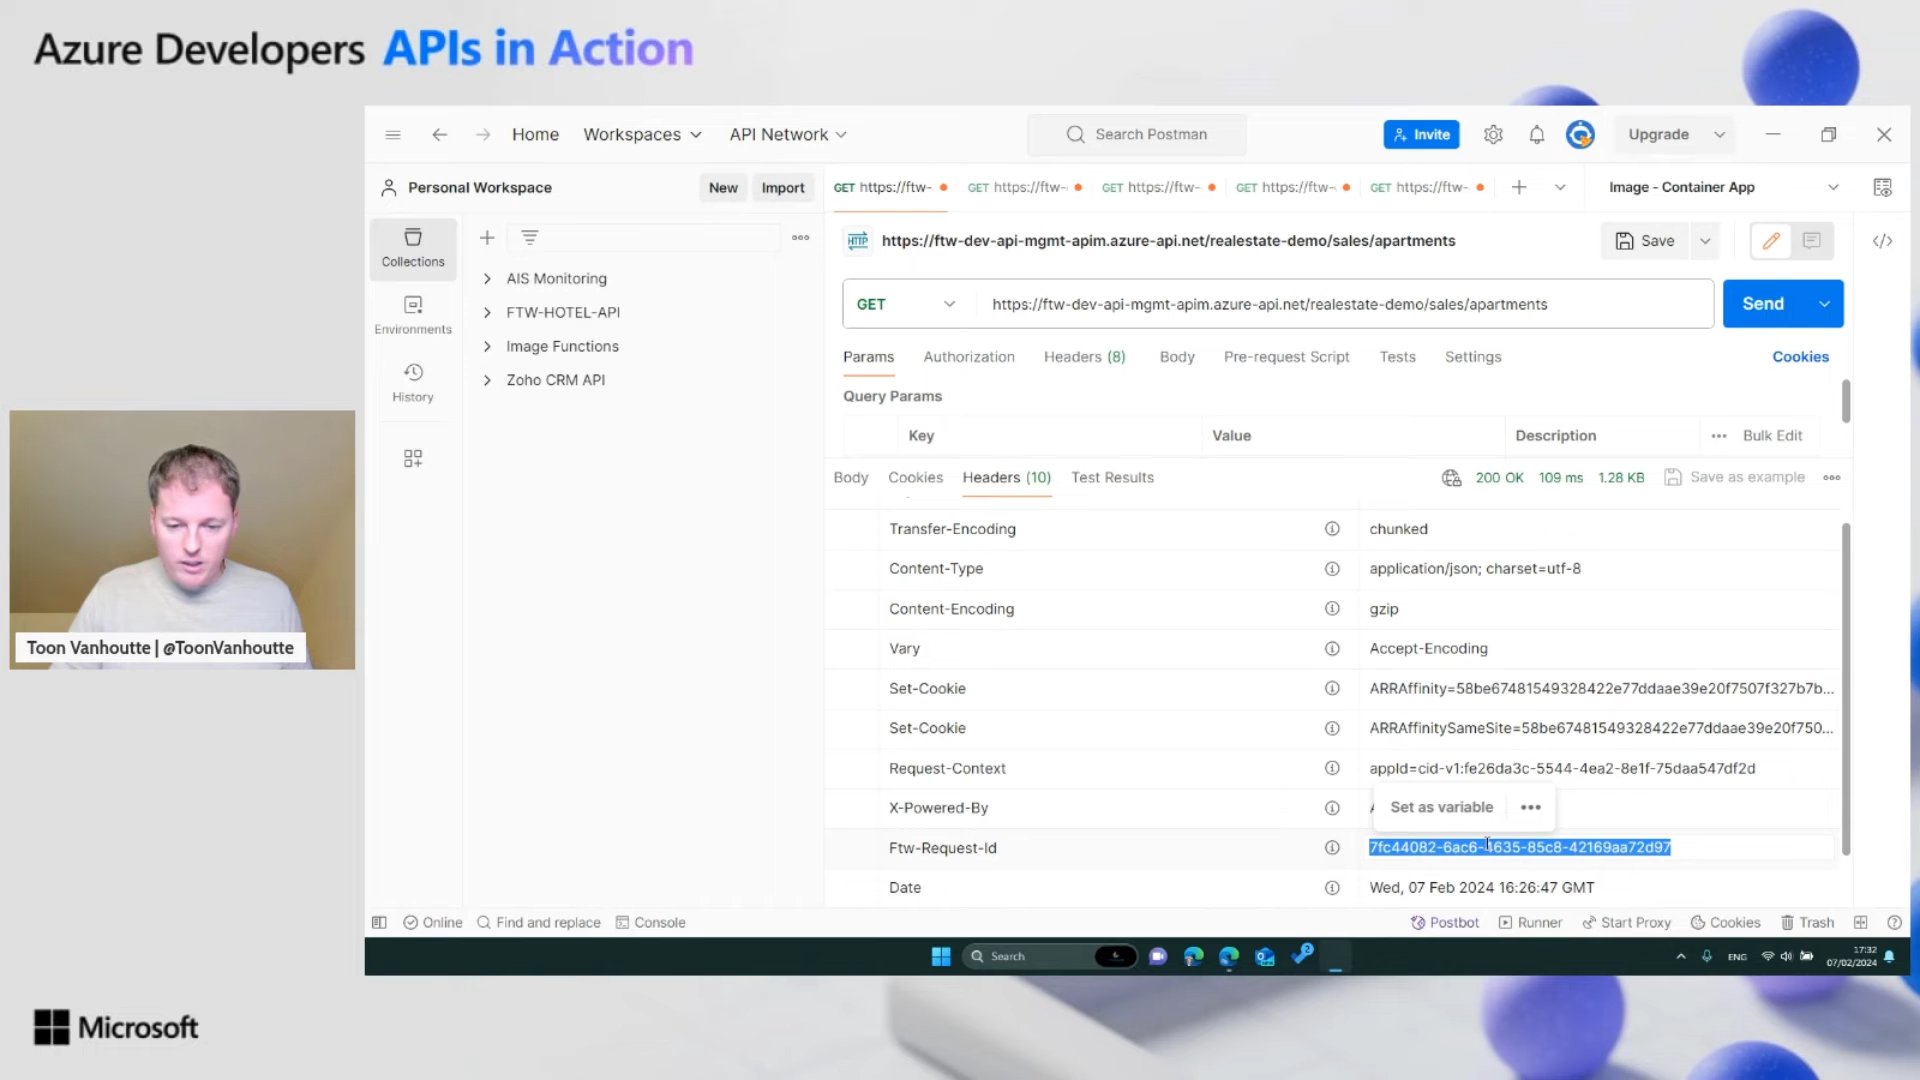 Azure Developers APIs in Action
Home Workspaces API Network Search Postman Invite Upgrade
Personal Workspace New Import GET https://ftw- GET https://ftw- GET https://ftw- GET https://ftw- GET https://ftw- Image - Container App
HTTP https://ftw-dev-api-mgmt-apim.azure-api.net/realestate-demo/sales/apartments Save
Collections
AIS Monitoring
FTW-HOTEL-API
Image Functions
Zoho CRM API
Environments
History
GET https://ftw-dev-api-mgmt-apim.azure-api.net/realestate-demo/sales/apartments Send
Params Authorization Headers (8) Body Pre-request Script Tests Settings Cookies
Query Params
Key Value Description Bulk Edit
Body Cookies Headers (10) Test Results 200 OK 109 ms 1.28 KB Save as example
Transfer-Encoding chunked
Content-Type application/json; charset=utf-8
Content-Encoding gzip
Vary Accept-Encoding
Set-Cookie ARRAffinity=58be67481549328422e77ddaae39e20f7507f327b7b...
Set-Cookie ARRAffinitySameSite=58be67481549328422e77ddaae39e20f750...
Request-Context appId=cid-v1:fe26da3c-5544-4ea2-8e1f-75daa547df2d
X-Powered-By
Set as variable
Ftw-Request-Id 7fc44082-6ac6-4635-85c8-42169aa72d97
Date Wed, 07 Feb 2024 16:26:47 GMT
Online Find and replace Console Postbot Runner Start Proxy Cookies Trash
Search 2 ENG 17:32
07/02/2024
Toon Vanhoutte | @ToonVanhoutte
Microsoft